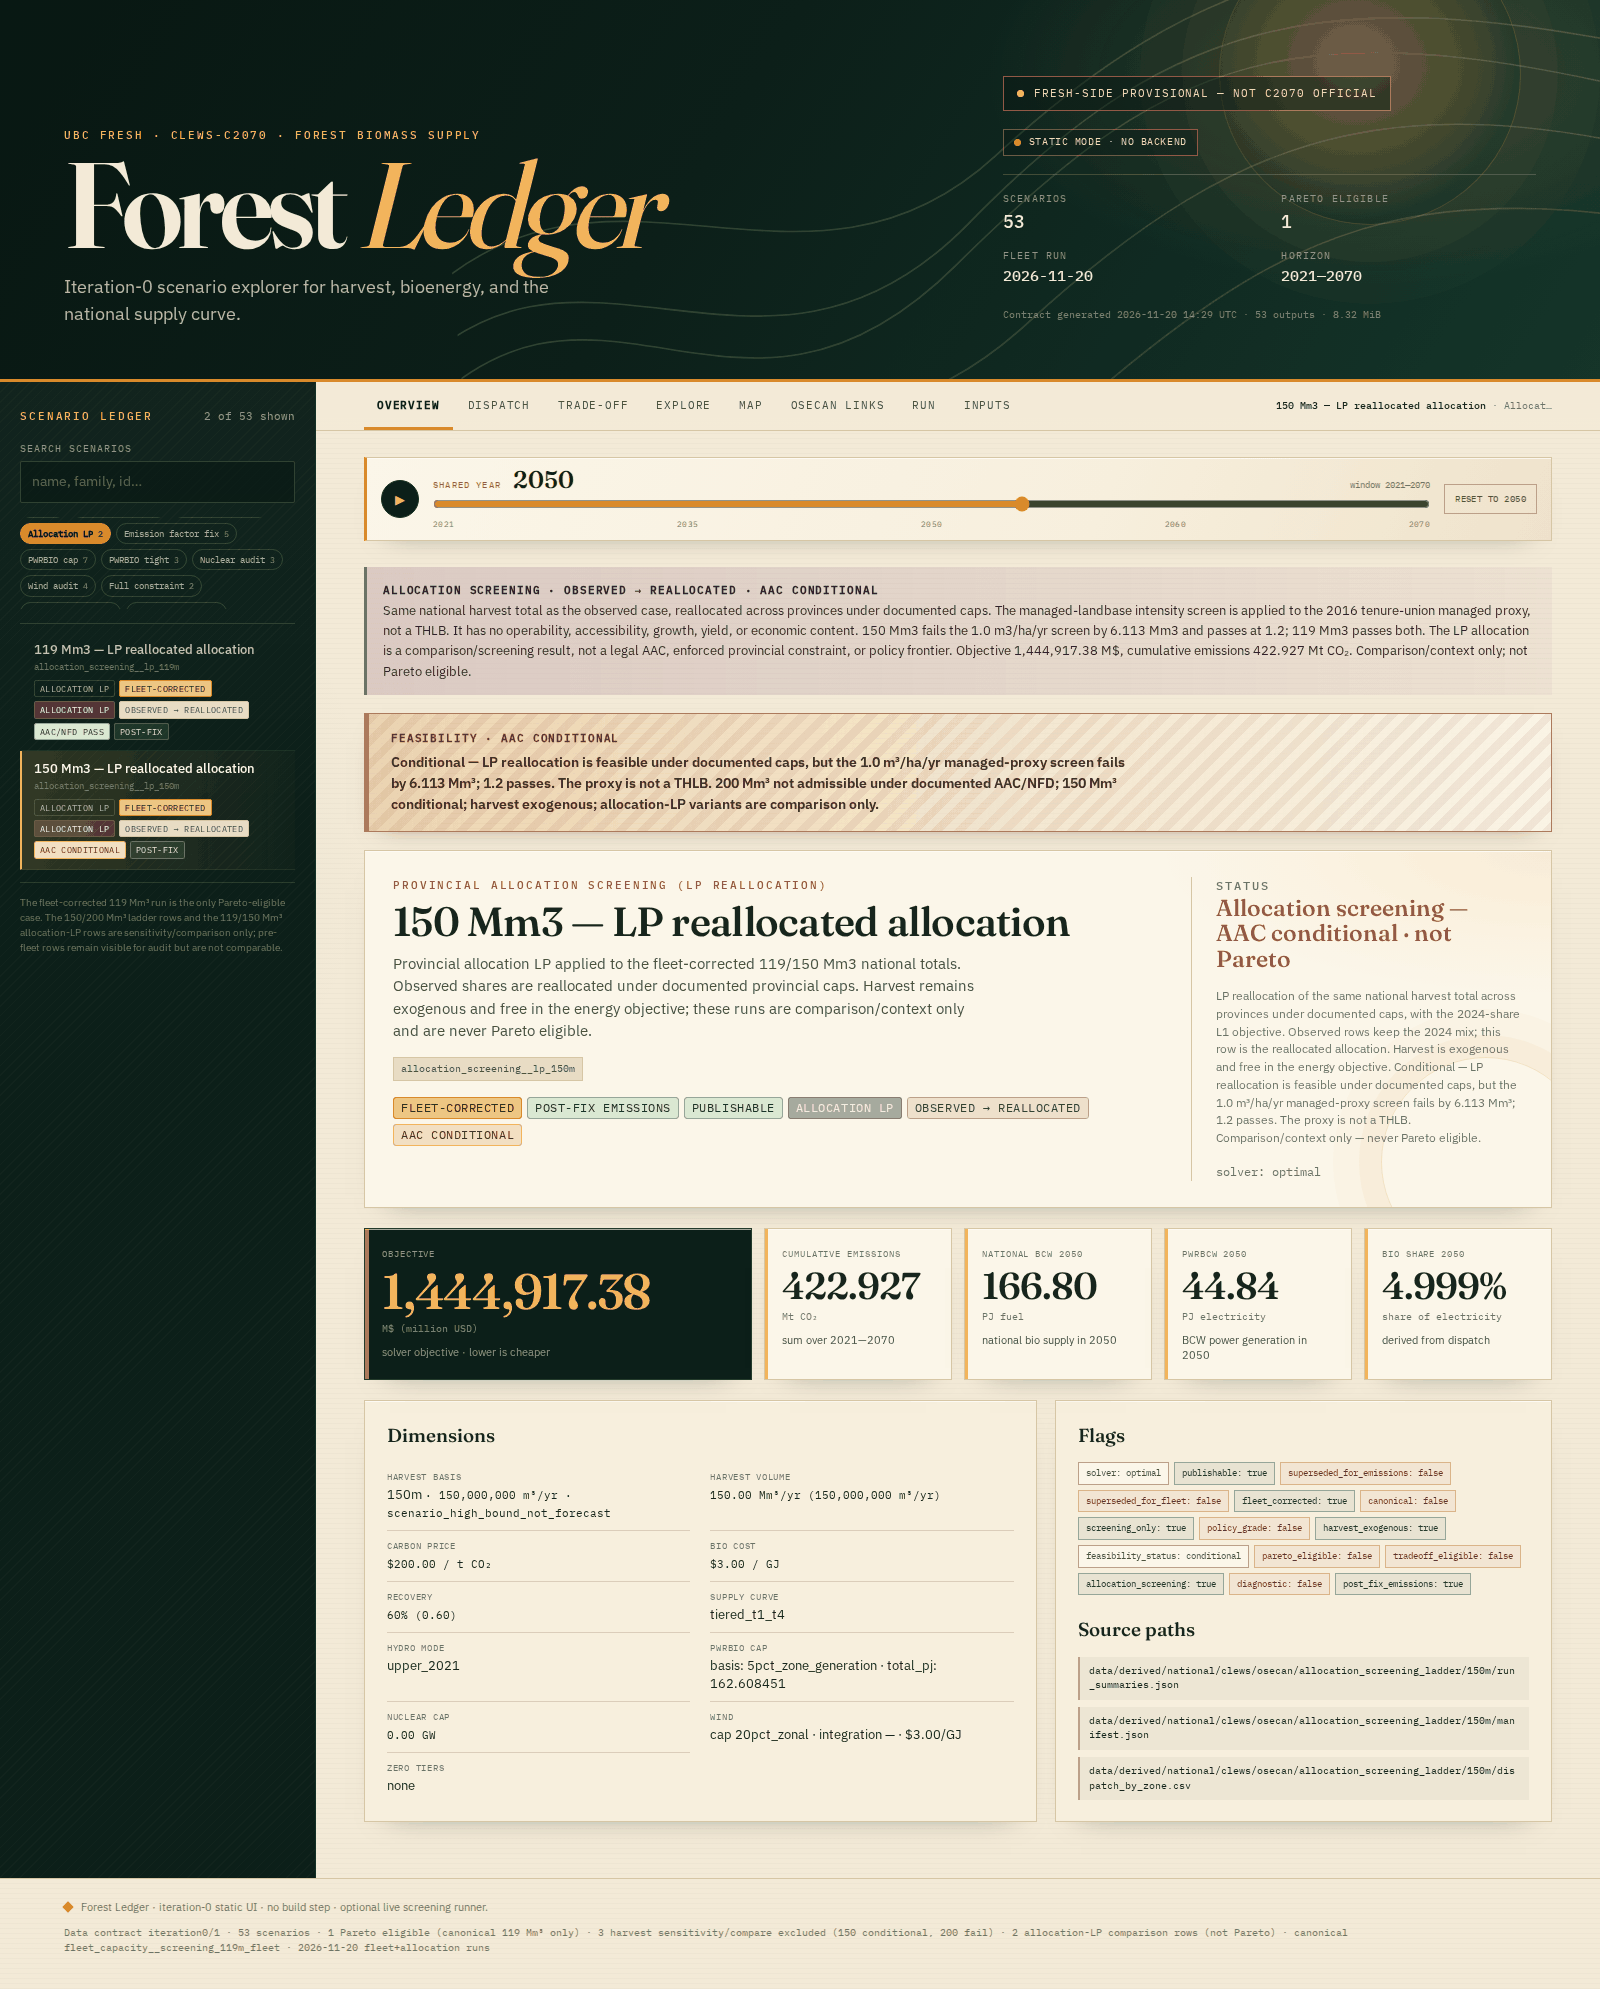 UBC FRESH · CLEWS-C2070 · FOREST BIOMASS SUPPLY
Forest Ledger
Iteration-0 scenario explorer for harvest, bioenergy, and the
national supply curve.
FRESH-SIDE PROVISIONAL — NOT C2070 OFFICIAL
STATIC MODE · NO BACKEND
SCENARIOS
53
PARETO ELIGIBLE
1
FLEET RUN
2026-11-20
HORIZON
2021—2070
Contract generated 2026-11-20 14:29 UTC · 53 outputs · 8.32 MiB
SCENARIO LEDGER
2 of 53 shown
SEARCH SCENARIOS
name, family, id…
Allocation LP 2
Emission factor fix 5
PWRBIO cap 7
PWRBIO tight 3
Nuclear audit 3
Wind audit 4
Full constraint 2
119 Mm3 — LP reallocated allocation
allocation_screening__lp_119m
ALLOCATION LP
FLEET-CORRECTED
ALLOCATION LP
OBSERVED → REALLOCATED
AAC/NFD PASS
POST-FIX
150 Mm3 — LP reallocated allocation
allocation_screening__lp_150m
ALLOCATION LP
FLEET-CORRECTED
ALLOCATION LP
OBSERVED → REALLOCATED
AAC CONDITIONAL
POST-FIX
The fleet-corrected 119 Mm³ run is the only Pareto-eligible
case. The 150/200 Mm³ ladder rows and the 119/150 Mm³
allocation-LP rows are sensitivity/comparison only; pre-
fleet rows remain visible for audit but are not comparable.
OVERVIEW
DISPATCH
TRADE-OFF
EXPLORE
MAP
OSECAN LINKS
RUN
INPUTS
150 Mm3 — LP reallocated allocation · Allocat…
SHARED YEAR 2050
window 2021—2070
2021
2035
2050
2060
2070
RESET TO 2050
ALLOCATION SCREENING · OBSERVED → REALLOCATED · AAC CONDITIONAL
Same national harvest total as the observed case, reallocated across provinces under documented caps. The managed-landbase intensity screen is applied to the 2016 tenure-union managed proxy,
not a THLB. It has no operability, accessibility, growth, yield, or economic content. 150 Mm3 fails the 1.0 m3/ha/yr screen by 6.113 Mm3 and passes at 1.2; 119 Mm3 passes both. The LP allocation
is a comparison/screening result, not a legal AAC, enforced provincial constraint, or policy frontier. Objective 1,444,917.38 M$, cumulative emissions 422.927 Mt CO₂. Comparison/context only; not
Pareto eligible.
FEASIBILITY · AAC CONDITIONAL
Conditional — LP reallocation is feasible under documented caps, but the 1.0 m³/ha/yr managed-proxy screen fails
by 6.113 Mm³; 1.2 passes. The proxy is not a THLB. 200 Mm³ not admissible under documented AAC/NFD; 150 Mm³
conditional; harvest exogenous; allocation-LP variants are comparison only.
PROVINCIAL ALLOCATION SCREENING (LP REALLOCATION)
150 Mm3 — LP reallocated allocation
Provincial allocation LP applied to the fleet-corrected 119/150 Mm3 national totals.
Observed shares are reallocated under documented provincial caps. Harvest remains
exogenous and free in the energy objective; these runs are comparison/context only
and are never Pareto eligible.
allocation_screening__lp_150m
FLEET-CORRECTED
POST-FIX EMISSIONS
PUBLISHABLE
ALLOCATION LP
OBSERVED → REALLOCATED
AAC CONDITIONAL
STATUS
Allocation screening —
AAC conditional · not
Pareto
LP reallocation of the same national harvest total across
provinces under documented caps, with the 2024-share
L1 objective. Observed rows keep the 2024 mix; this
row is the reallocated allocation. Harvest is exogenous
and free in the energy objective. Conditional — LP
reallocation is feasible under documented caps, but the
1.0 m³/ha/yr managed-proxy screen fails by 6.113 Mm³;
1.2 passes. The proxy is not a THLB.
Comparison/context only — never Pareto eligible.
solver: optimal
OBJECTIVE
1,444,917.38
M$ (million USD)
solver objective · lower is cheaper
CUMULATIVE EMISSIONS
422.927
Mt CO₂
sum over 2021—2070
NATIONAL BCW 2050
166.80
PJ fuel
national bio supply in 2050
PWRBCW 2050
44.84
PJ electricity
BCW power generation in
2050
BIO SHARE 2050
4.999%
share of electricity
derived from dispatch
Dimensions
HARVEST BASIS
150m · 150,000,000 m³/yr ·
scenario_high_bound_not_forecast
HARVEST VOLUME
150.00 Mm³/yr (150,000,000 m³/yr)
CARBON PRICE
$200.00 / t CO₂
BIO COST
$3.00 / GJ
RECOVERY
60% (0.60)
SUPPLY CURVE
tiered_t1_t4
HYDRO MODE
upper_2021
PWRBIO CAP
basis: 5pct_zone_generation · total_pj:
162.608451
NUCLEAR CAP
0.00 GW
WIND
cap 20pct_zonal · integration — · $3.00/GJ
ZERO TIERS
none
Flags
solver: optimal
publishable: true
superseded_for_emissions: false
superseded_for_fleet: false
fleet_corrected: true
canonical: false
screening_only: true
policy_grade: false
harvest_exogenous: true
feasibility_status: conditional
pareto_eligible: false
tradeoff_eligible: false
allocation_screening: true
diagnostic: false
post_fix_emissions: true
Source paths
data/derived/national/clews/osecan/allocation_screening_ladder/150m/run
_summaries.json
data/derived/national/clews/osecan/allocation_screening_ladder/150m/man
ifest.json
data/derived/national/clews/osecan/allocation_screening_ladder/150m/dis
patch_by_zone.csv
Forest Ledger · iteration-0 static UI · no build step · optional live screening runner.
Data contract iteration0/1 · 53 scenarios · 1 Pareto eligible (canonical 119 Mm³ only) · 3 harvest sensitivity/compare excluded (150 conditional, 200 fail) · 2 allocation-LP comparison rows (not Pareto) · canonical
fleet_capacity__screening_119m_fleet · 2026-11-20 fleet+allocation runs